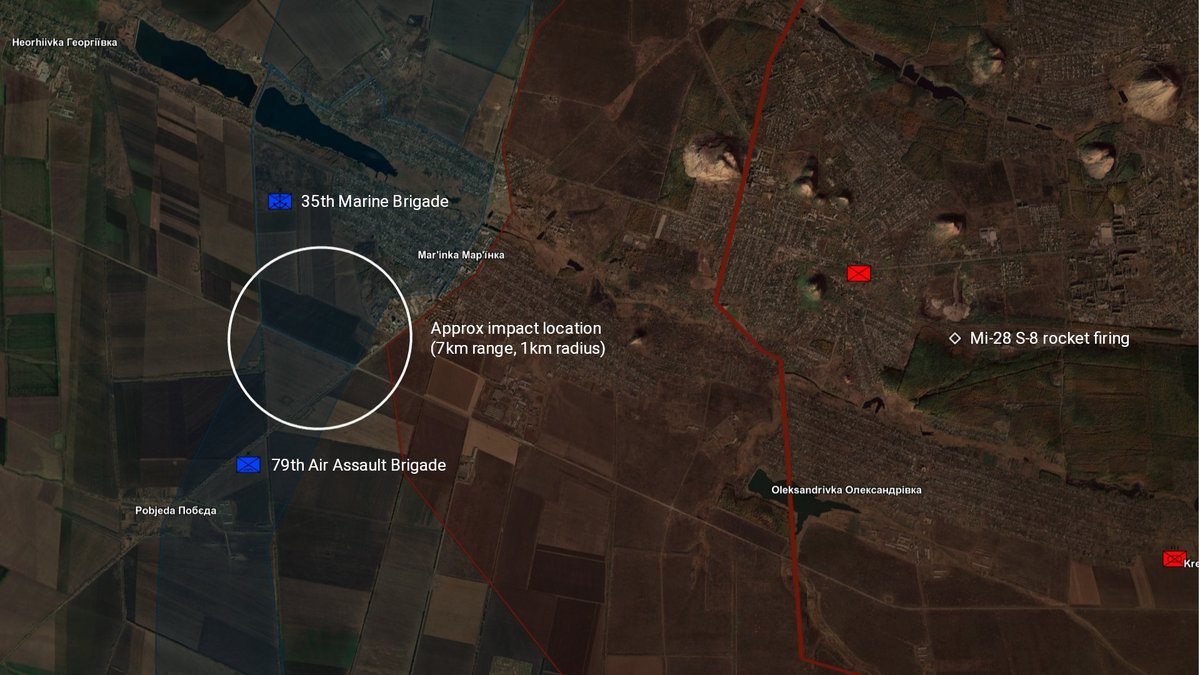 Heorhiivka Георгіївка
35th Marine Brigade
Mar'inka Мар'їнка
Approx impact location
(7km range, 1km radius)
Mi-28 S-8 rocket firing
79th Air Assault Brigade
Oleksandrivka Олександрівка
Pobjeda Побєда
Kre